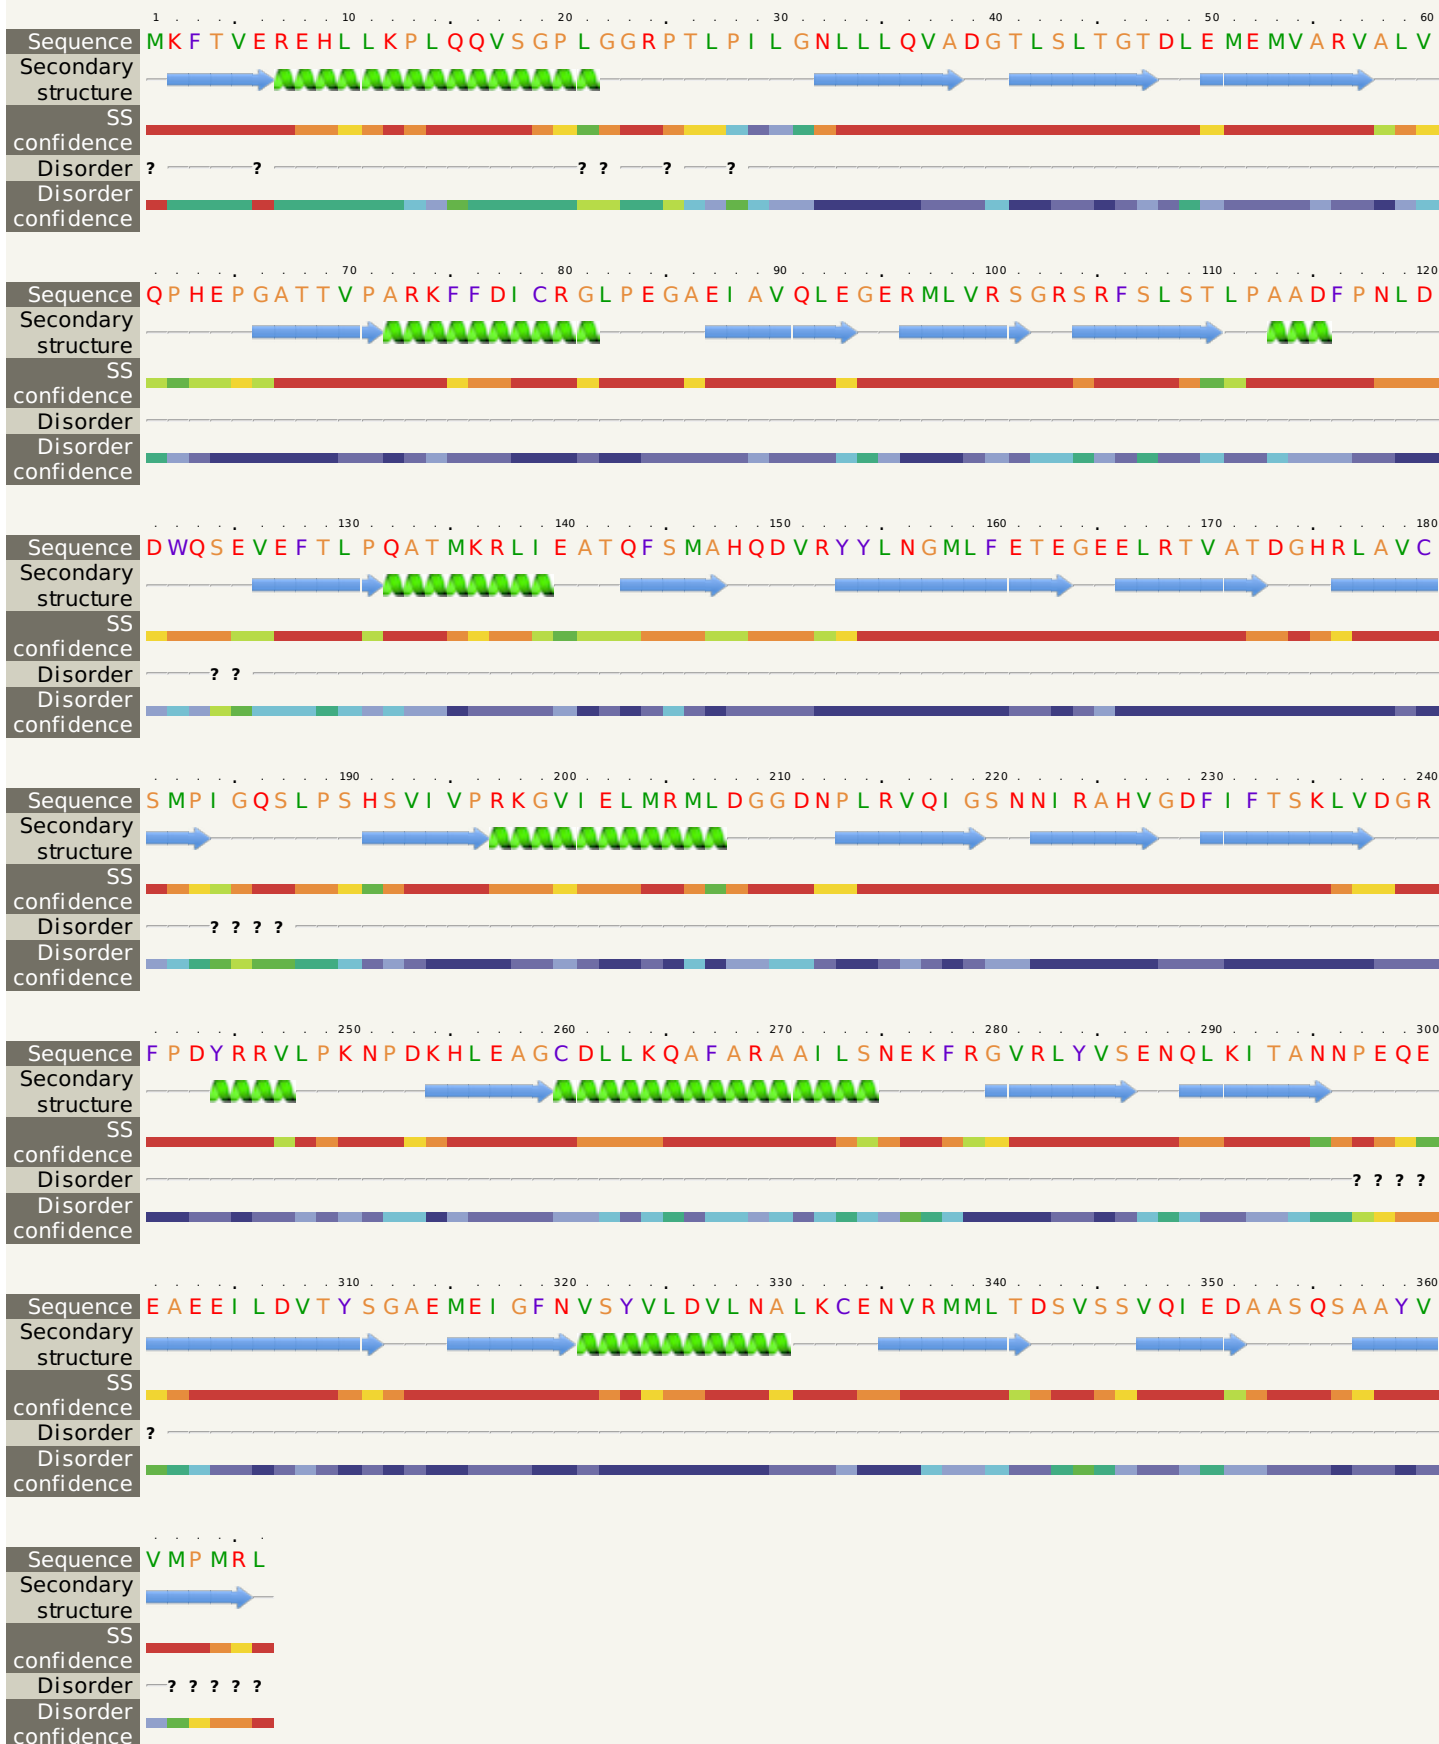 1 10 20 30 40 50 60
Sequence MKFTVEREHLLKPLQQVSGPLGGRPTLPILGNLLLQVADGTLSLTGTDLEMEMVARVALV
Secondary
structure
SS
confidence
Disorder ? ? ? ? ? ?
Disorder
confidence
70 80 90 100 110 120
Sequence QPHEPGATTVPARKFFDICRGLPEGAEIAVQLEGERMLVRSGRSRFSLSTLPAADFPNLD
Secondary
structure
SS
confidence
Disorder
Disorder
confidence
130 140 150 160 170 180
Sequence DWQSEVEFTLPQATMKRLIEATQFSMAHQDVRYYLNGMLFETEGEELRTVATDGHRLAVC
Secondary
structure
SS
confidence
Disorder ? ?
Disorder
confidence
190 200 210 220 230 240
Sequence SMPIGQSLPSHSVIVPRKGVIELMRMLDGGDNPLRVQIGSNNIRAHVGDFIFTSKLVDGR
Secondary
structure
SS
confidence
Disorder ? ? ? ?
Disorder
confidence
250 260 270 280 290 300
Sequence FPDYRRVLPKNPDKHLEAGCDLLKQAFARAAILSNEKFRGVRLYVSENQLKITANNPEQE
Secondary
structure
SS
confidence
Disorder ? ? ? ?
Disorder
confidence
310 320 330 340 350 360
Sequence EAEEILDVTYSGAEMEIGFNVSYVLDVLNALKCENVRMMLTDSVSSVQIEDAASQSAAYV
Secondary
structure
SS
confidence
Disorder ?
Disorder
confidence
Sequence VMPMRL
Secondary
structure
SS
confidence
Disorder ? ? ? ? ?
Disorder
confidence